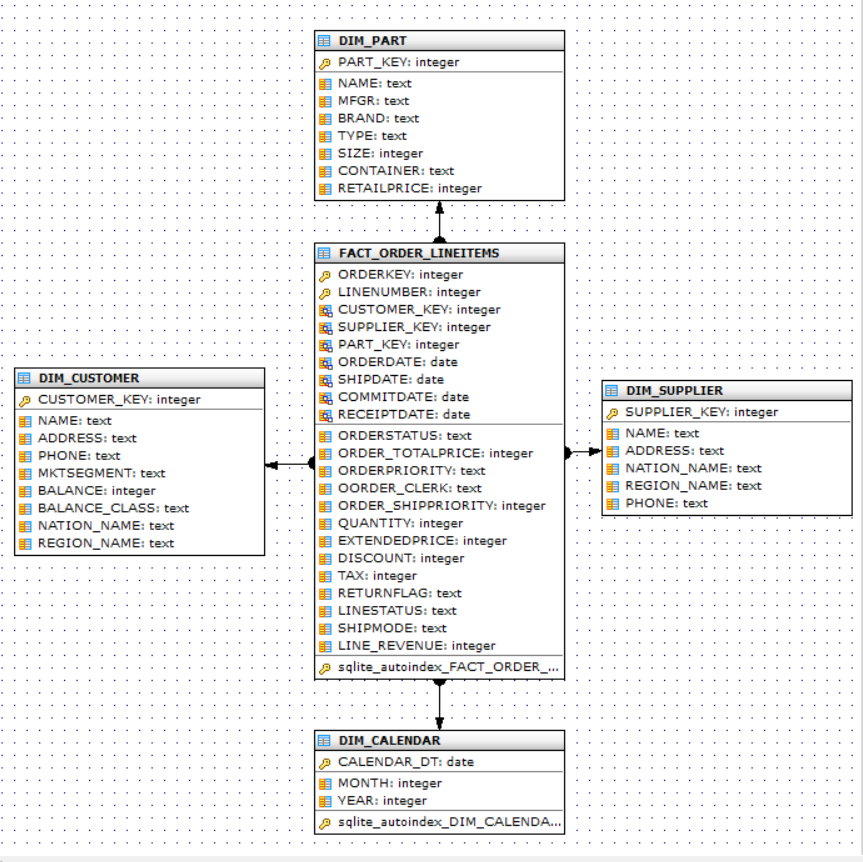 DIM_PART
PART_KEY: integer
NAME: text
MFGR: text
BRAND: text
TYPE: text
SIZE: integer
CONTAINER: text
RETAILPRICE: integer
FACT_ORDER_LINEITEMS
ORDERKEY: integer
LINENUMBER: integer
CUSTOMER_KEY: integer
SUPPLIER_KEY: integer
PART_KEY: integer
ORDERDATE: date
SHIPDATE: date
COMMITDATE: date
RECEIPTDATE: date
ORDERSTATUS: text
ORDER_TOTALPRICE: integer
ORDERPRIORITY: text
OORDER_CLERK: text
ORDER_SHIPPRIORITY: integer
QUANTITY: integer
EXTENDEDPRICE: integer
DISCOUNT: integer
TAX: integer
RETURNFLAG: text
LINESTATUS: text
SHIPMODE: text
LINE_REVENUE: integer
sqlite_autoindex_FACT_ORDER_...
DIM_CUSTOMER
CUSTOMER_KEY: integer
NAME: text
ADDRESS: text
PHONE: text
MKTSEGMENT: text
BALANCE: integer
BALANCE_CLASS: text
NATION_NAME: text
REGION_NAME: text
DIM_SUPPLIER
SUPPLIER_KEY: integer
NAME: text
ADDRESS: text
NATION_NAME: text
REGION_NAME: text
PHONE: text
DIM_CALENDAR
CALENDAR_DT: date
MONTH: integer
YEAR: integer
sqlite_autoindex_DIM_CALENDA...